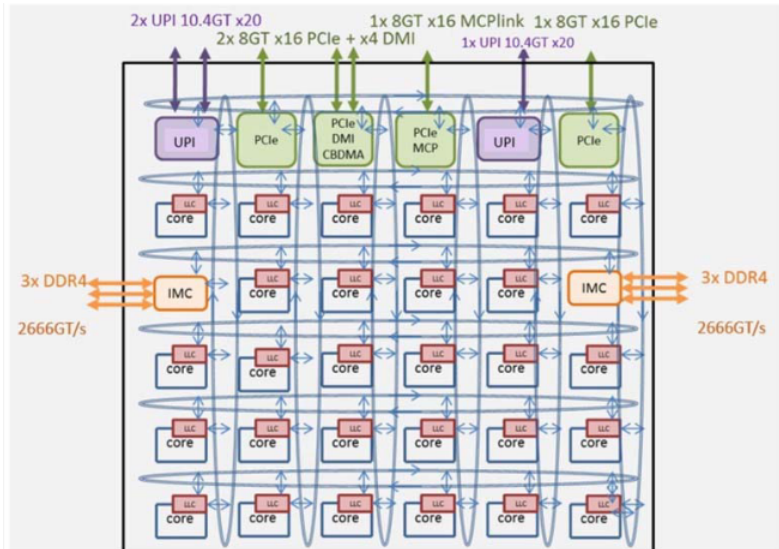 2x UPI 10.4GT x20
1x 8GT x16 MCPlink
1x 8GT x16 PCIe
2x 8GT x16 PCIe + x4 DMI
1x UPI 10.4GT x20
UPI
PCIe
PCIe
DMI
CBDMA
PCIe
MCP
UPI
PCIe
LLC
core
LLC
core
LLC
core
LLC
core
LLC
core
LLC
core
3x DDR4
2666GT/s
IMC
LLC
core
LLC
core
LLC
core
LLC
core
IMC
3x DDR4
2666GT/s
LLC
core
LLC
core
LLC
core
LLC
core
LLC
core
LLC
core
LLC
core
LLC
core
LLC
core
LLC
core
LLC
core
LLC
core
LLC
core
LLC
core
LLC
core
LLC
core
LLC
core
LLC
core